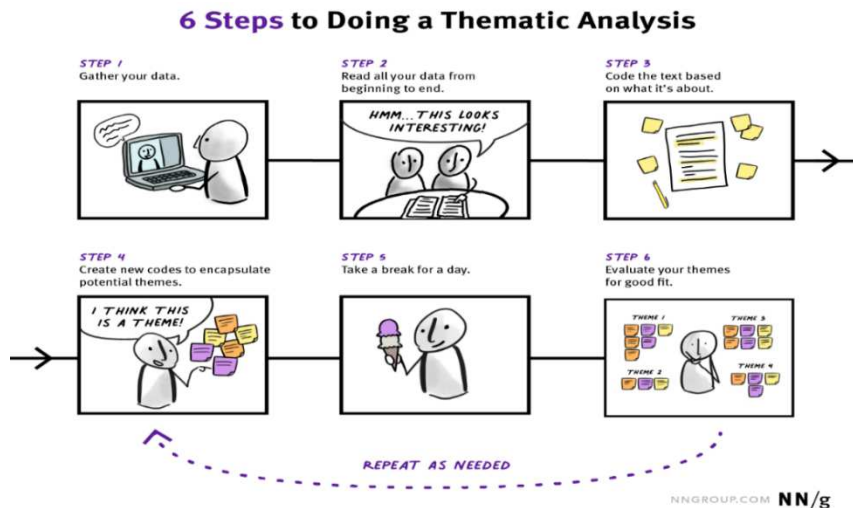 6 Steps to Doing a Thematic Analysis
STEP 1
Gather your data.
STEP 2
Read all your data from
beginning to end.
HMM...THIS LOOKS
INTERESTING!
STEP 3
Code the text based
on what it's about.
STEP 4
Create new codes to encapsulate
potential themes.
I THINK THIS
IS A THEME!
STEP 5
Take a break for a day.
STEP 6
Evaluate your themes
for good fit.
THEME 1
THEME 3
THEME 2
THEME 4
REPEAT AS NEEDED
NNGROUP.COM NN/g